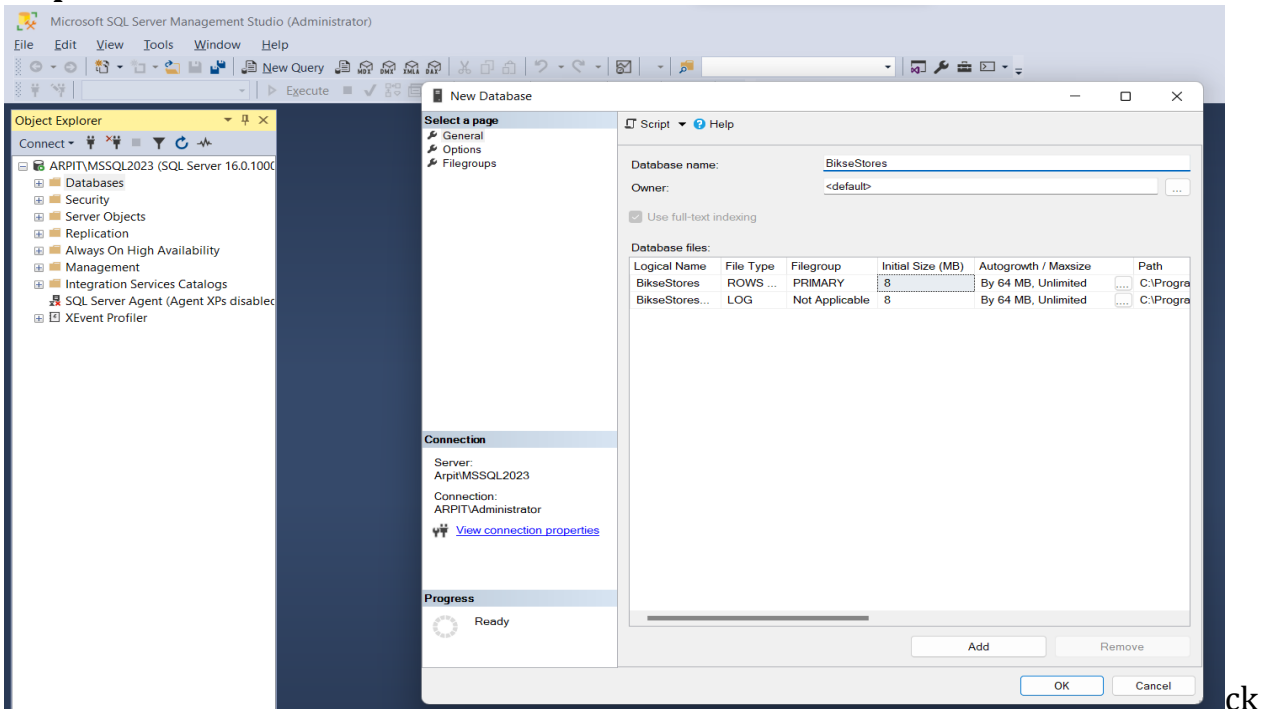 Microsoft SQL Server Management Studio (Administrator)
File Edit View Tools Window Help
New Query MDX DMX XMLA DAX
Execute
Object Explorer
Connect
ARPIT\MSSQL2023 (SQL Server 16.0.1000
Databases
Security
Server Objects
Replication
Always On High Availability
Management
Integration Services Catalogs
SQL Server Agent (Agent XPs disabled
XEvent Profiler
New Database
Select a page
General
Options
Filegroups
Connection
Server:
Arpit\MSSQL2023
Connection:
ARPIT\Administrator
View connection properties
Progress
Ready
Script Help
Database name: BikseStores
Owner: <default> ...
Use full-text indexing
Database files:
Logical Name File Type Filegroup Initial Size (MB) Autogrowth / Maxsize Path
BikseStores ROWS ... PRIMARY 8 By 64 MB, Unlimited ... C:\Progra
BikseStores... LOG Not Applicable 8 By 64 MB, Unlimited ... C:\Progra
Add Remove
OK Cancel
ck